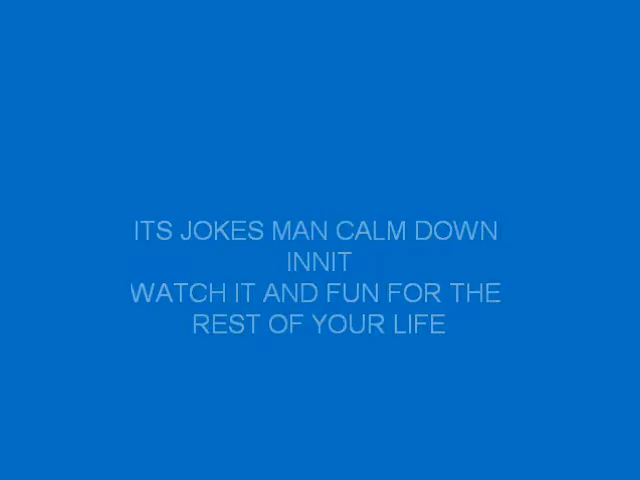 ITS JOKES MAN CALM DOWN
INNIT
WATCH IT AND FUN FOR THE
REST OF YOUR LIFE